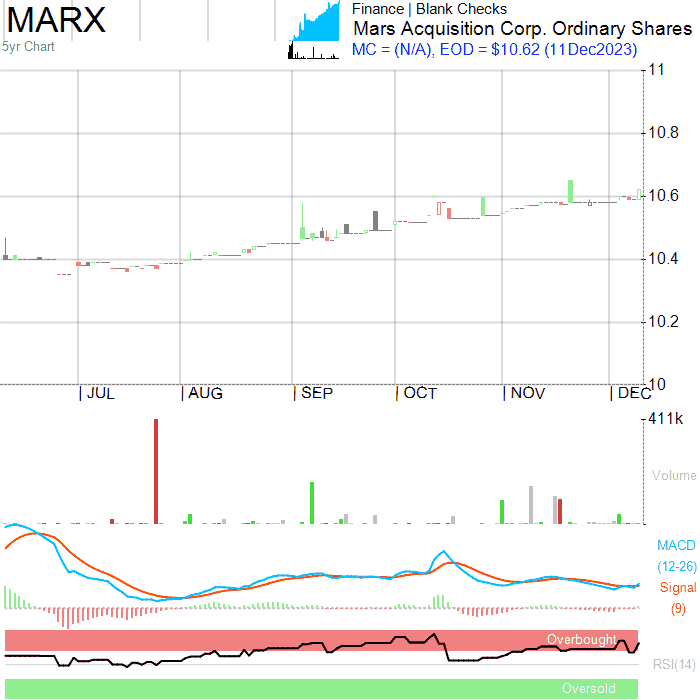 MARX
5yr Chart
Finance | Blank Checks
Mars Acquisition Corp. Ordinary Shares
MC = (N/A), EOD = $10.62 (11Dec2023)
11
10.8
10.6
10.4
10.2
10
| JUL | AUG | SEP | OCT | NOV | DEC
411k
Volume
MACD
(12-26)
Signal
(9)
Overbought
RSI(14)
Oversold